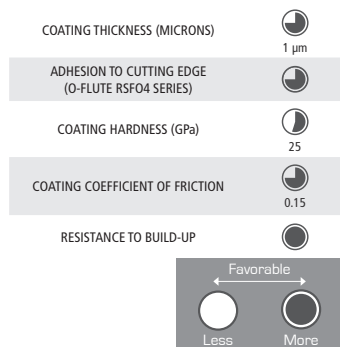 COATING THICKNESS (MICRONS)
1 µm
ADHESION TO CUTTING EDGE
(O-FLUTE RSFO4 SERIES)
COATING HARDNESS (GPa)
25
COATING COEFFICIENT OF FRICTION
0.15
RESISTANCE TO BUILD-UP
Favorable
Less More